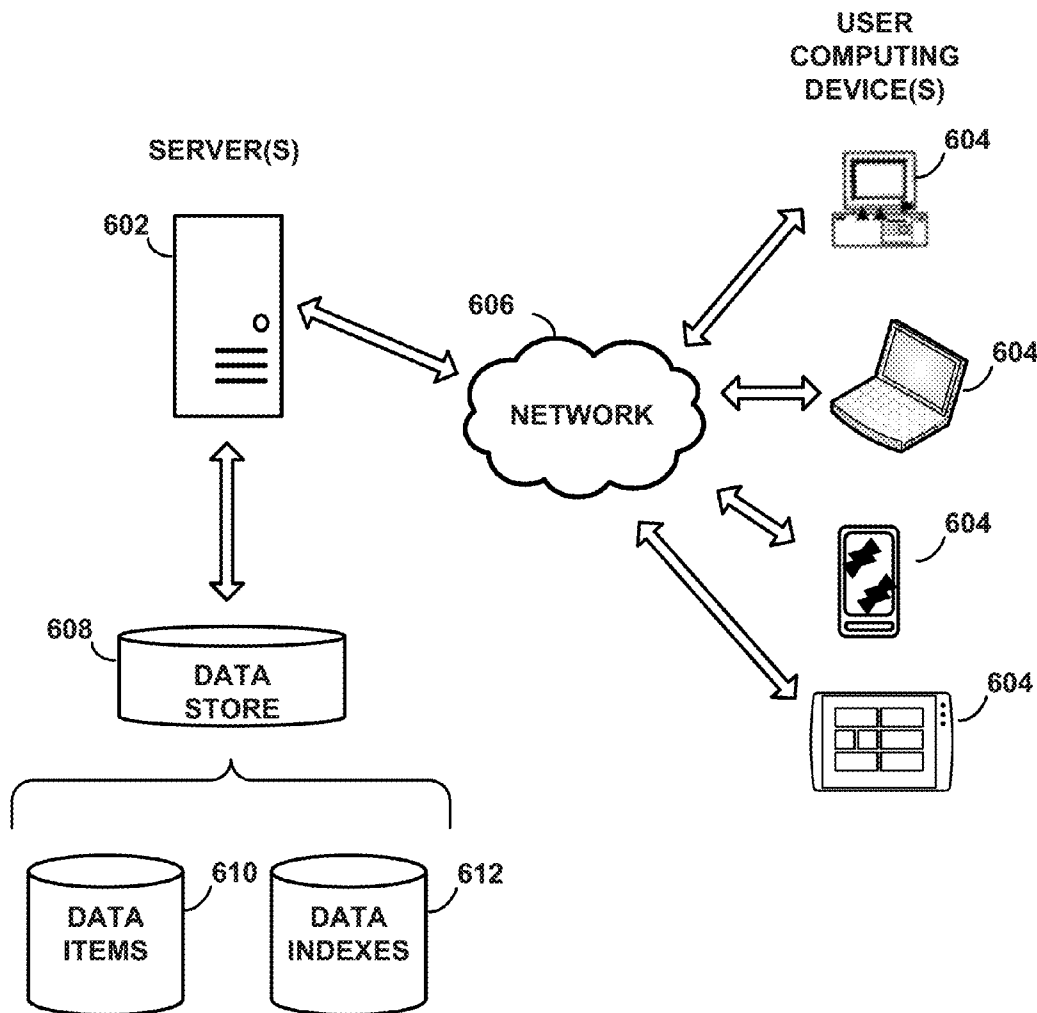 USER
COMPUTING
DEVICE(S)
604
SERVER(S)
602
606
604
NETWORK
604
608
DATA
STORE
604
610
612
DATA
ITEMS
DATA
INDEXES